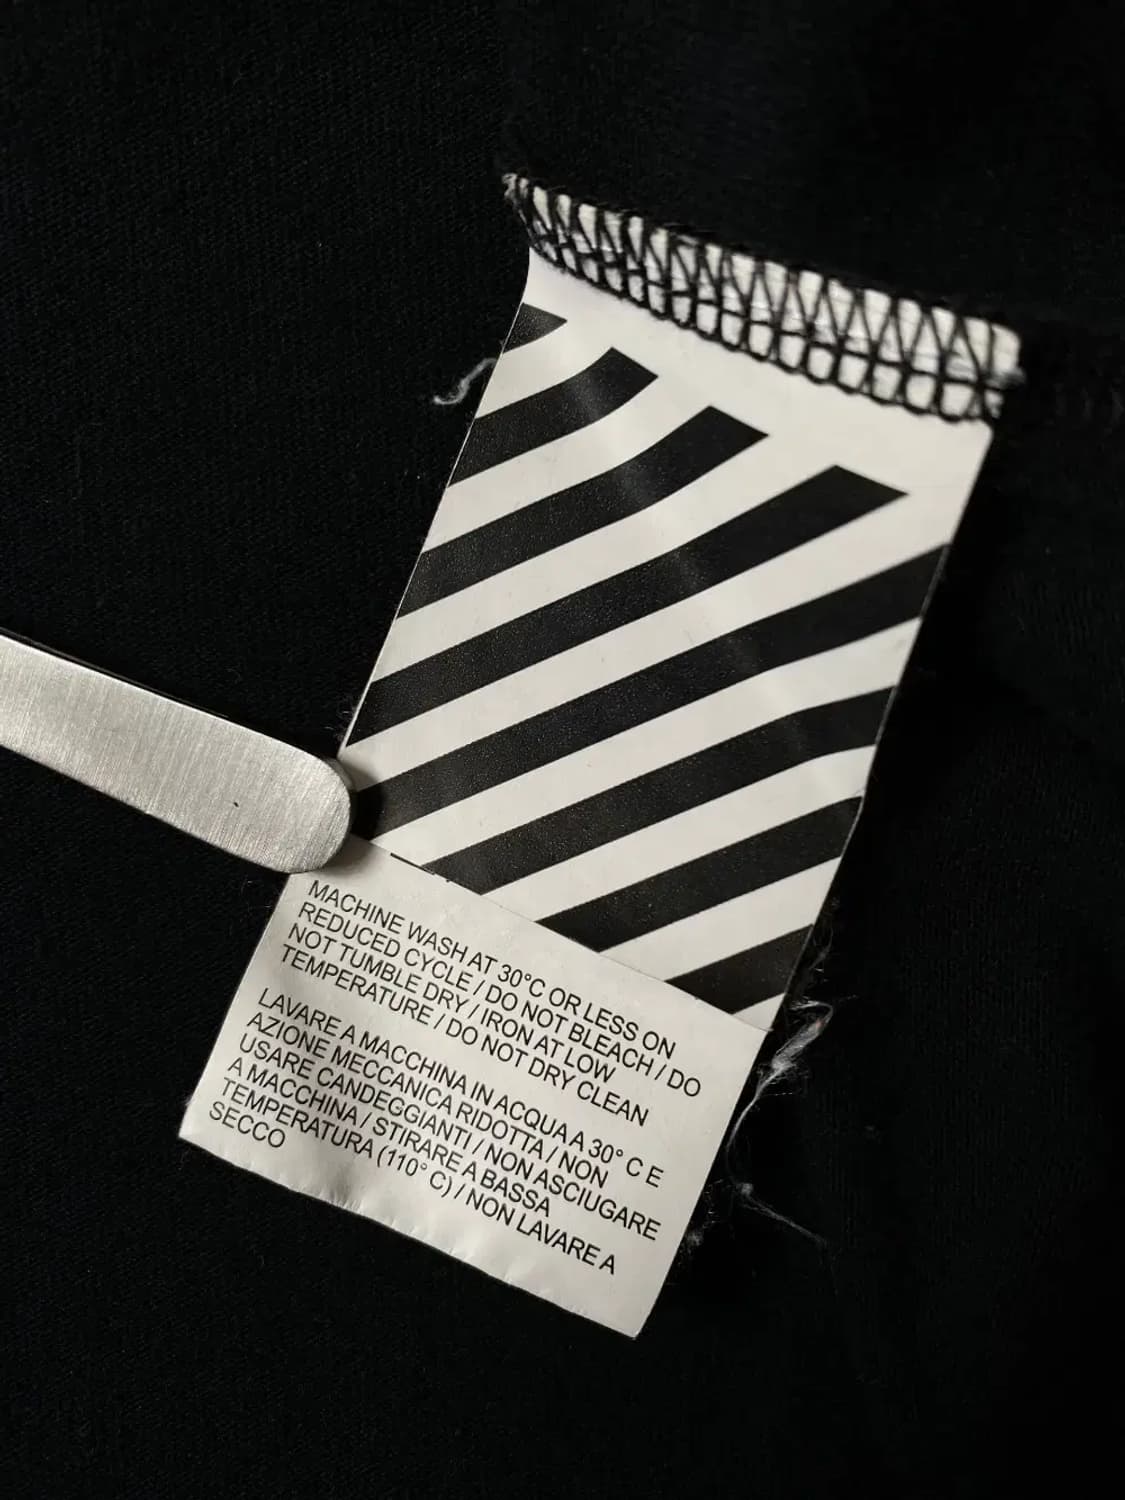 MACHINE WASH AT 30°C OR LESS ON
REDUCED CYCLE / DO NOT BLEACH / DO
NOT TUMBLE DRY / IRON AT LOW
TEMPERATURE / DO NOT DRY CLEAN
LAVARE A MACCHINA IN ACQUA A 30° C E
AZIONE MECCANICA RIDOTTA / NON
USARE CANDEGGIANTI / NON ASCIUGARE
A MACCHINA / STIRARE A BASSA
TEMPERATURA (110° C) / NON LAVARE A
SECCO